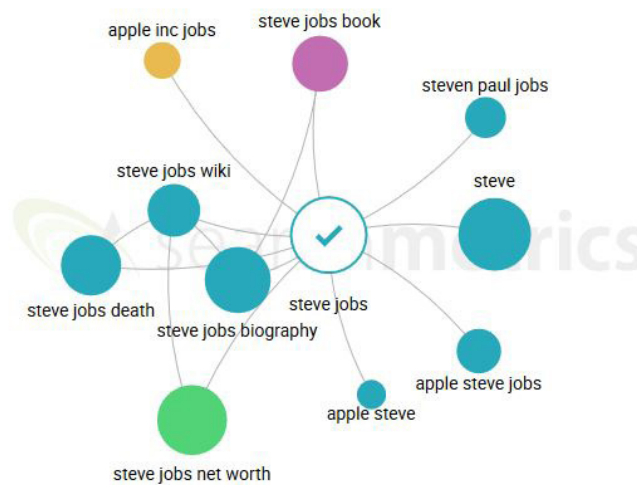 steve jobs book
apple inc jobs
steven paul jobs
steve jobs wiki
steve
searchmetrics
steve jobs death
steve jobs
steve jobs biography
apple steve jobs
apple steve
steve jobs net worth